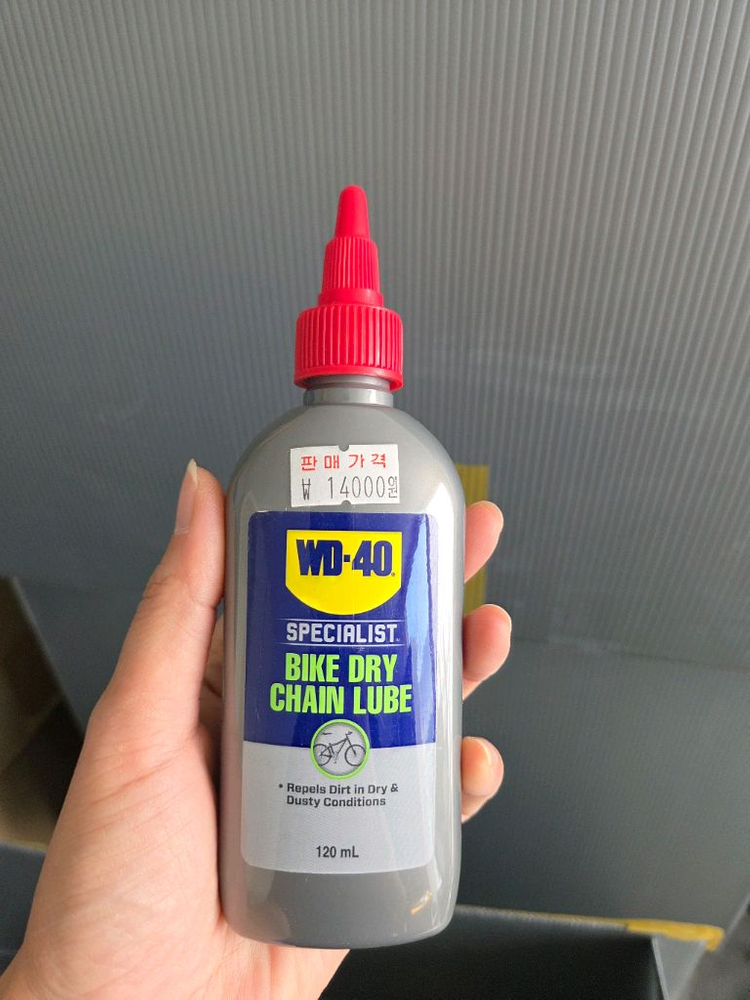 판매가격
₩ 14000원
WD-40®
SPECIALIST™
BIKE DRY
CHAIN LUBE
• Repels Dirt in Dry &
Dusty Conditions
120 mL